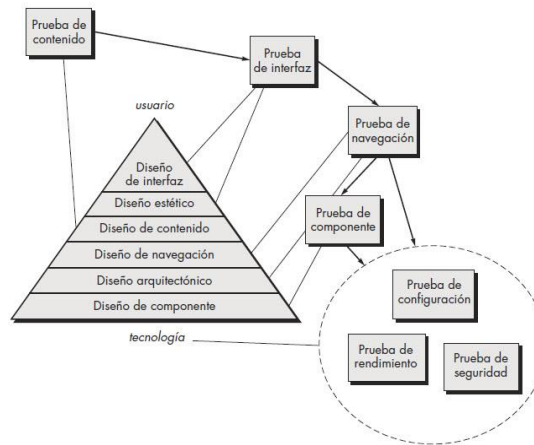 Prueba de
contenido
Prueba
de interfaz
usuario
Prueba de
navegación
Diseño
de interfaz
Diseño estético
Prueba de
componente
Diseño de contenido
Diseño de navegación
Diseño arquitectónico
Prueba de
configuración
Diseño de componente
tecnología
Prueba de
rendimiento
Prueba de
seguridad